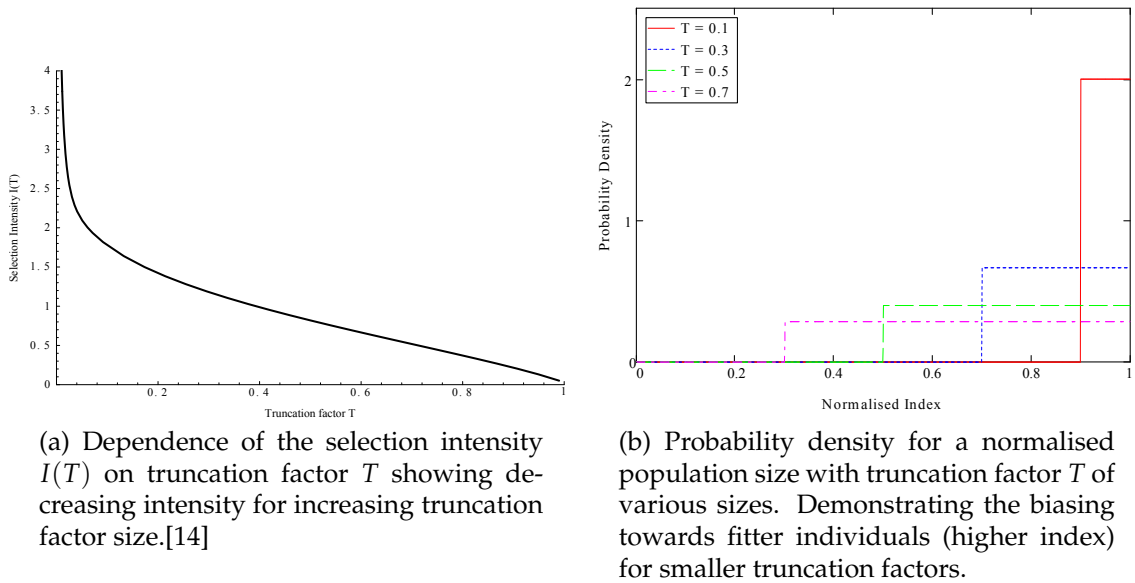 4
3. 5
3
2. 5
2
1. 5
1
0. 5
0
Selection Intensity I(T)
0. 2
0. 4
0. 6
0. 8
1
Truncation factor T
T = 0.1
T = 0.3
T = 0.5
T = 0.7
2
1
0
Probability Density
0
0.2
0.4
0.6
0.8
1
Normalised Index
(a) Dependence of the selection intensity
I(T) on truncation factor T showing de-
creasing intensity for increasing truncation
factor size.[14]
(b) Probability density for a normalised
population size with truncation factor T of
various sizes. Demonstrating the biasing
towards fitter individuals (higher index)
for smaller truncation factors.